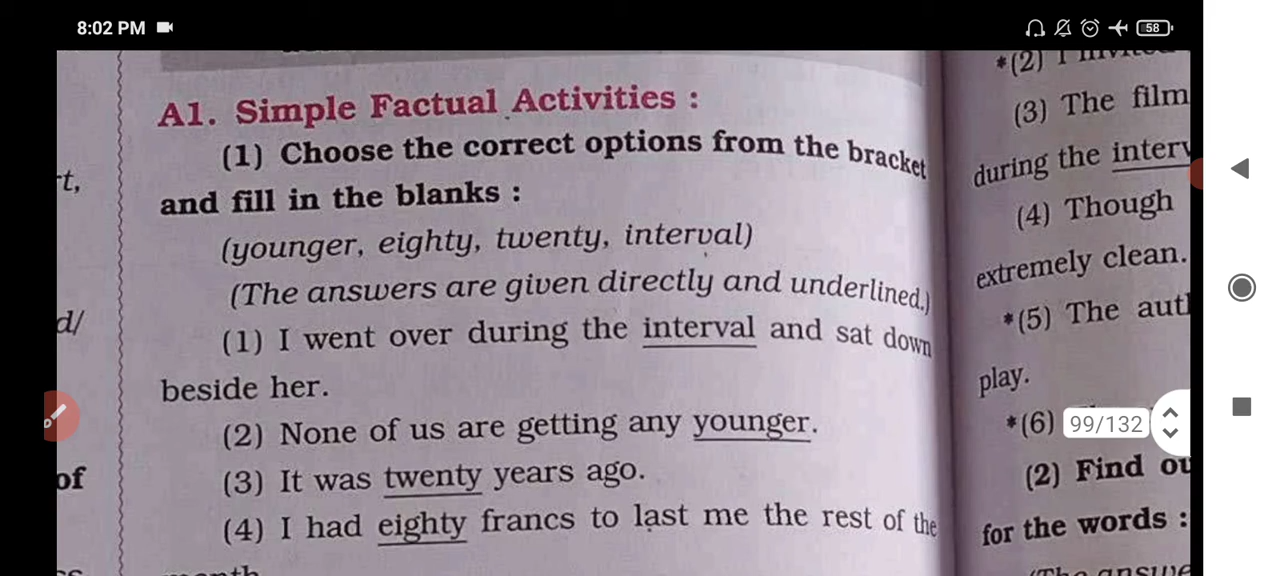 8:02 PM
58
A1. Simple Factual Activities :
(1) Choose the correct options from the bracket
and fill in the blanks :
(younger, eighty, twenty, interval)
(The answers are given directly and underlined.)
(1) I went over during the interval and sat down
beside her.
(2) None of us are getting any younger.
(3) It was twenty years ago.
(4) I had eighty francs to last me the rest of the
of
*(2) I
(3) The film
during the
(4) Though
extremely clean.
*(5) The
play.
*(6)
99/132
(2) Find
for the words :